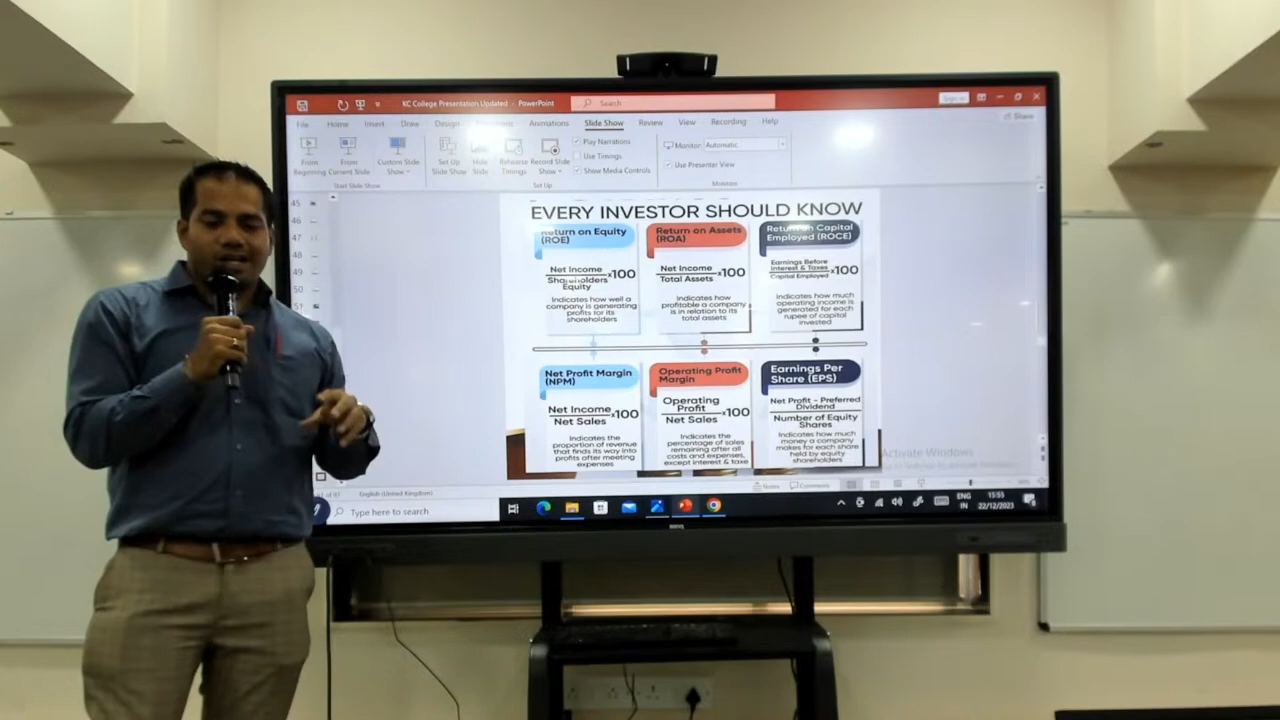 KC College Presentation Updated - PowerPoint
Search
Sign in
File Home Insert Draw Design Animations Slide Show Review View Recording Help
Share
From Beginning
From Current Slide
Custom Slide Show
Set Up Slide Show
Hide Slide
Rehearse Timings
Record Slide Show
Play Narrations
Use Timings
Show Media Controls
Monitor: Automatic
Use Presenter View
Start Slide Show
Set Up
Monitors
45
46
47
48
49
50
51
EVERY INVESTOR SHOULD KNOW
Return on Equity
(ROE)
Net Income
Shareholders
Equity
x100
Indicates how well a
company is generating
profits for its
shareholders
Return on Assets
(ROA)
Net Income
Total Assets
x100
Indicates how
profitable a company
is in relation to its
total assets
Return on Capital
Employed (ROCE)
Earnings Before
Interest & Taxes
Capital Employed
x100
Indicates how much
operating income is
generated for each
rupee of capital
invested
Net Profit Margin
(NPM)
Net Income
Net Sales
x100
Indicates the
proportion of revenue
that finds its way into
profits after meeting
expenses
Operating Profit
Margin
Operating
Profit
Net Sales
x100
Indicates the
percentage of sales
remaining after all
costs and expenses,
except interest & taxe
Earnings Per
Share (EPS)
Net Profit - Preferred
Dividend
Number of Equity
Shares
Indicates how much
money a company
makes for each share
held by equity
shareholders
Activate Windows
English (United Kingdom)
Notes
Comments
Type here to search
ENG
IN
15:55
22/12/2023
BenQ